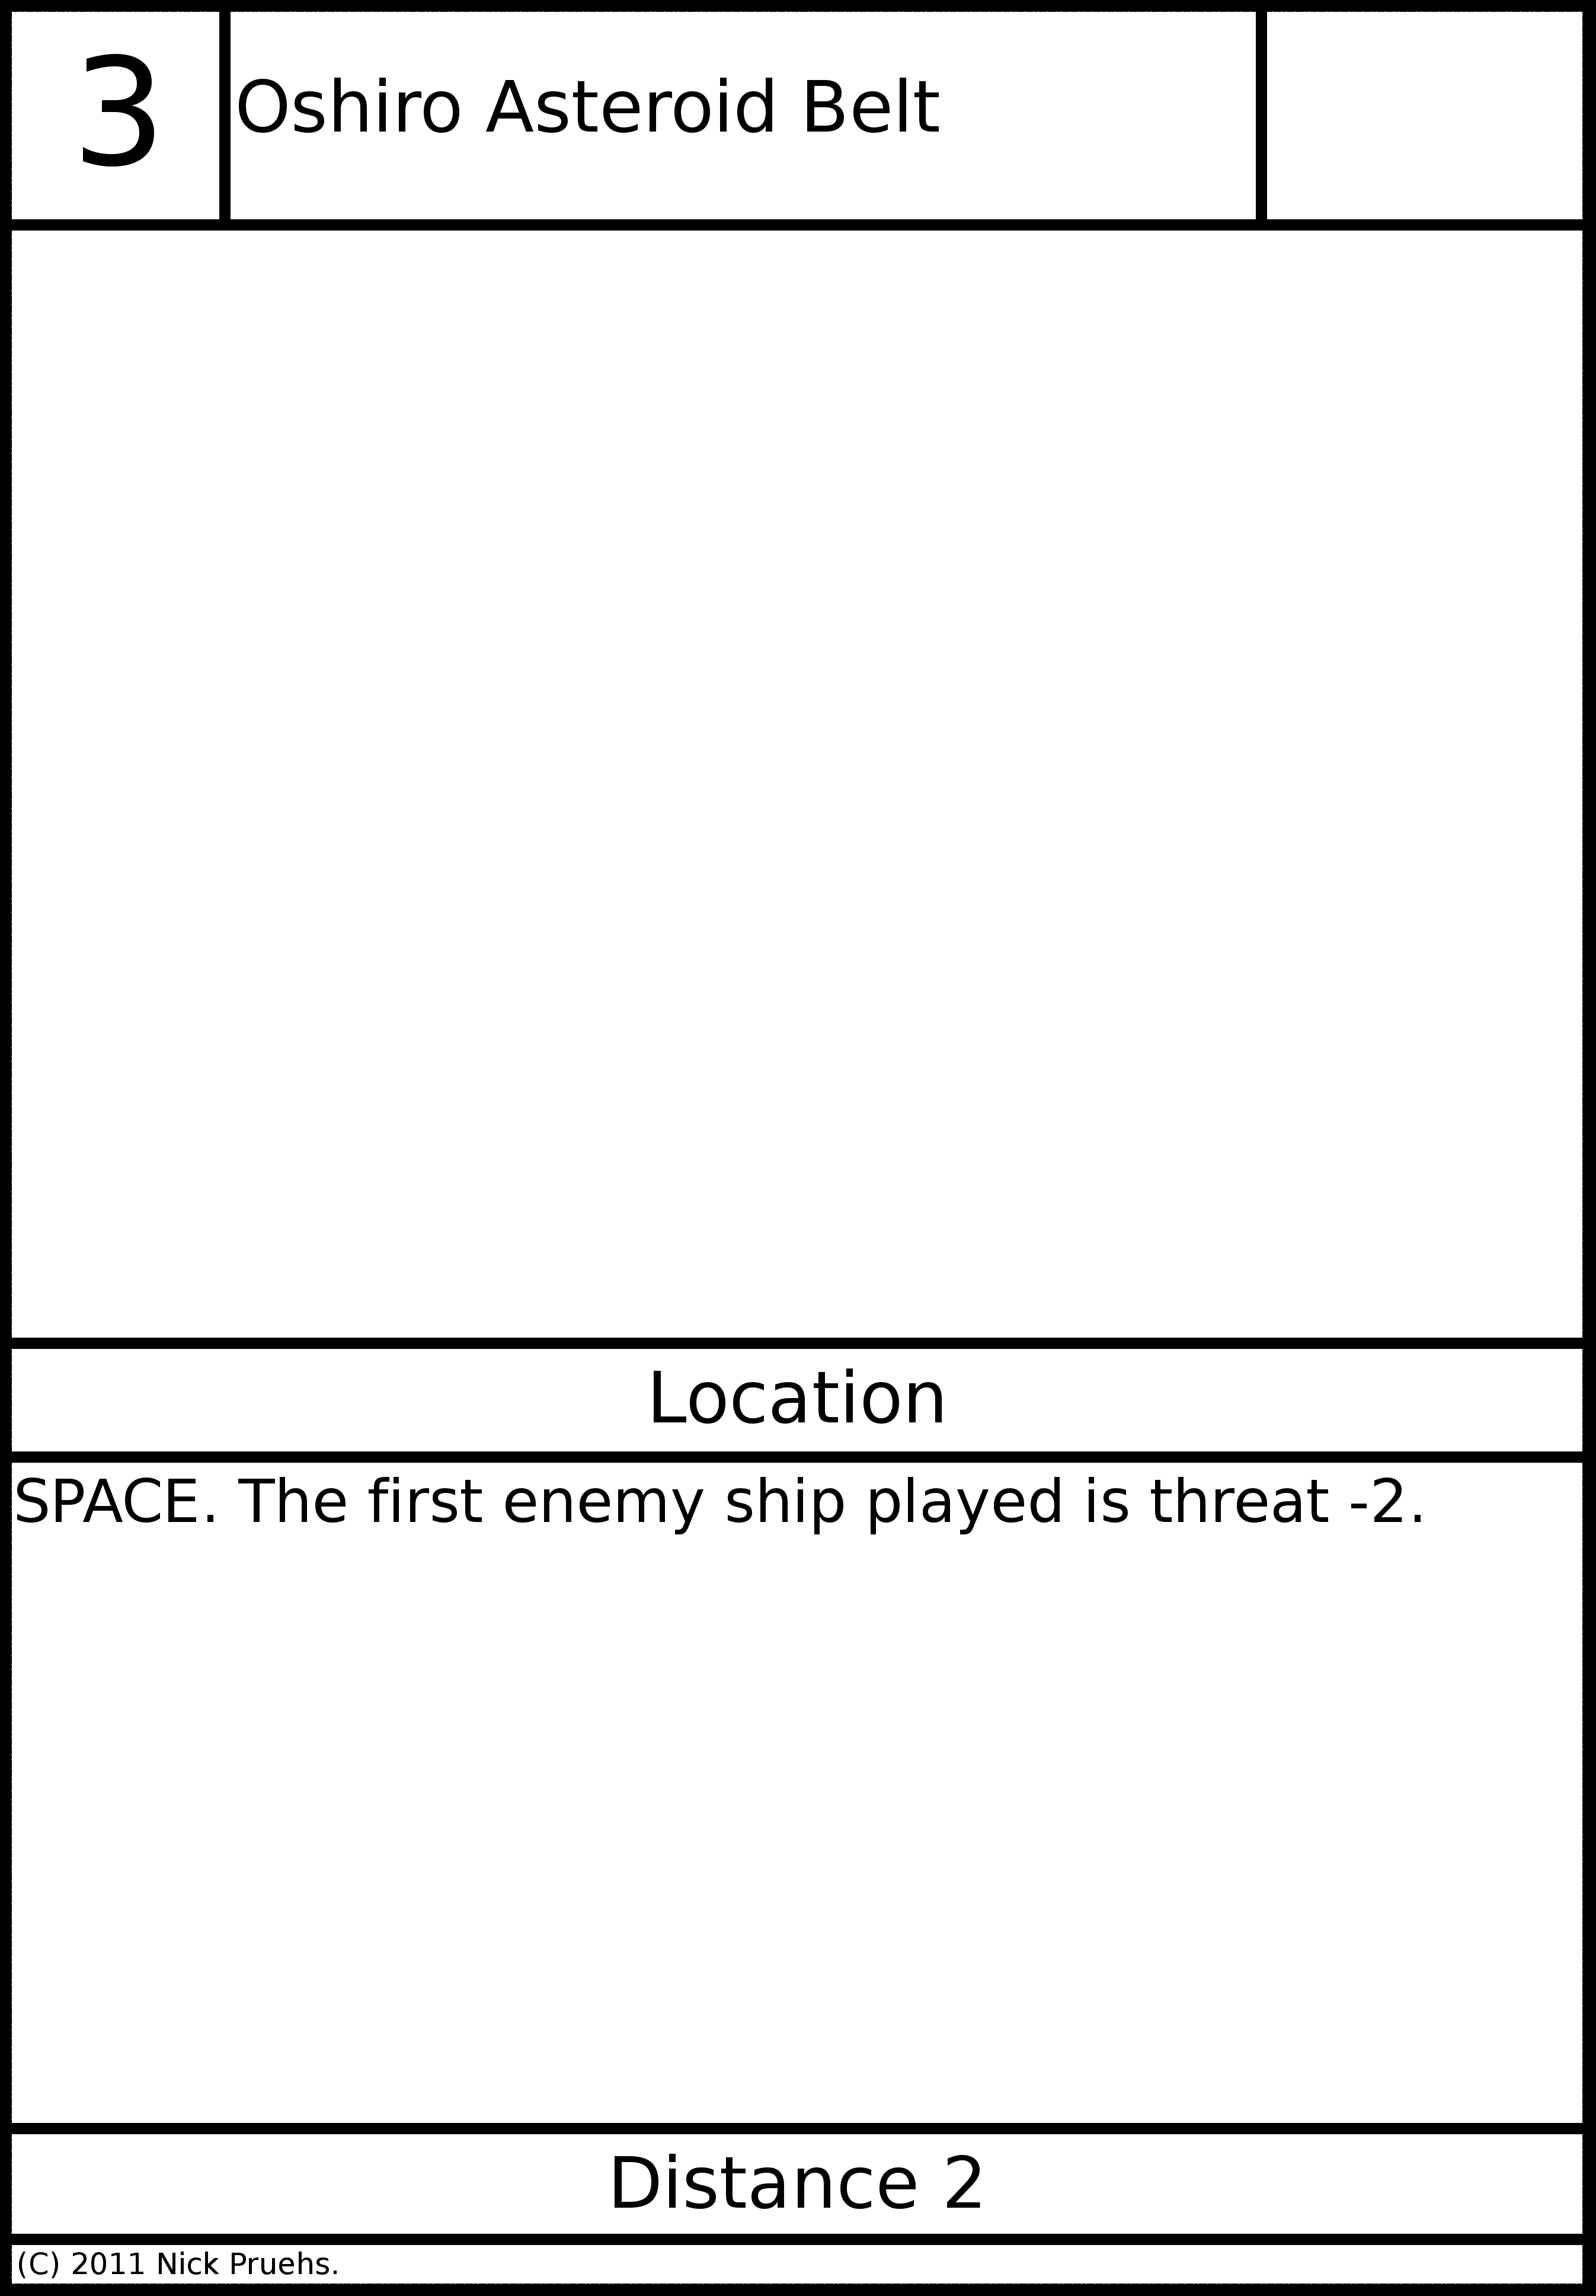 3
Oshiro Asteroid Belt
Location
SPACE. The first enemy ship played is threat -2.
Distance 2
(C) 2011 Nick Pruehs.